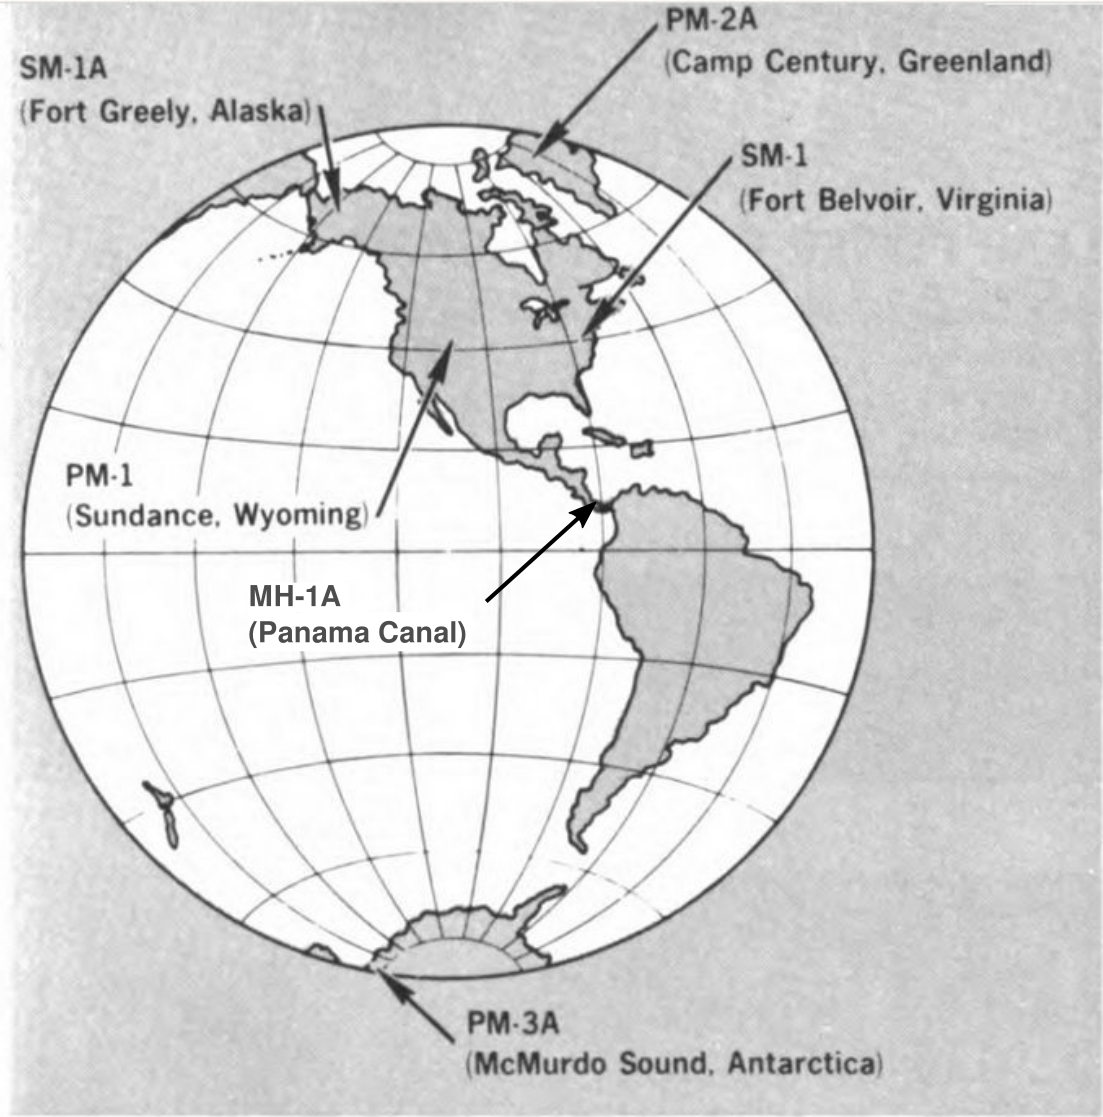 PM-2A
(Camp Century, Greenland)
SM-1A
(Fort Greely, Alaska)
SM-1
(Fort Belvoir, Virginia)
PM-1
(Sundance, Wyoming)
MH-1A
(Panama Canal)
PM-3A
(McMurdo Sound, Antarctica)